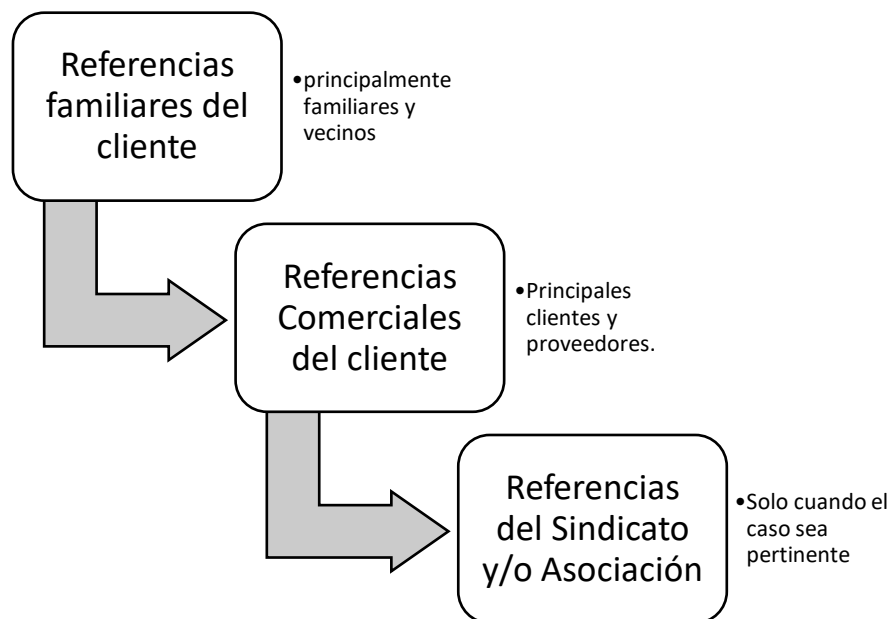 Referencias
familiares del
cliente
•principalmente
familiares y
vecinos
Referencias
Comerciales
del cliente
•Principales
clientes y
proveedores.
Referencias
del Sindicato
y/o Asociación
•Solo cuando el
caso sea
pertinente